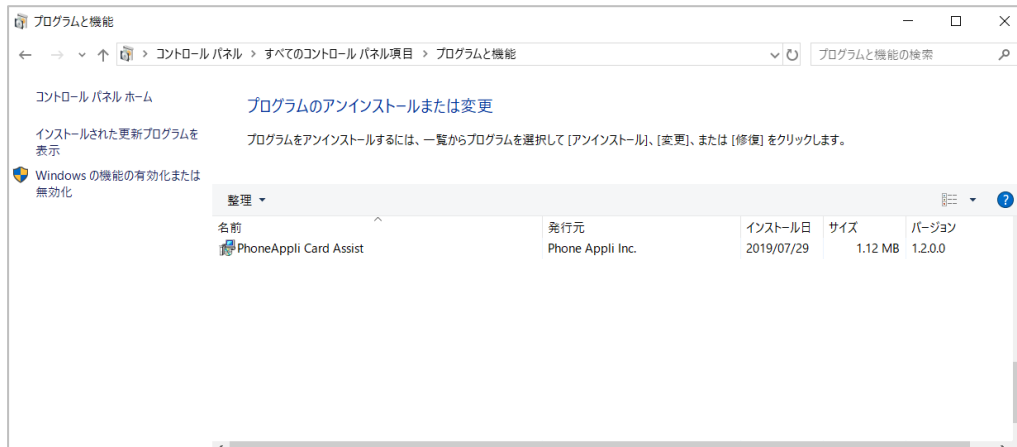 プログラムと機能
コントロール パネル > すべてのコントロール パネル項目 > プログラムと機能
プログラムと機能の検索
コントロール パネル ホーム
インストールされた更新プログラムを
表示
Windows の機能の有効化または
無効化
プログラムのアンインストールまたは変更
プログラムをアンインストールするには、一覧からプログラムを選択して [アンインストール]、[変更]、または [修復] をクリックします。
整理
名前 発行元 インストール日 サイズ バージョン
PhoneAppli Card Assist Phone Appli Inc. 2019/07/29 1.12 MB 1.2.0.0